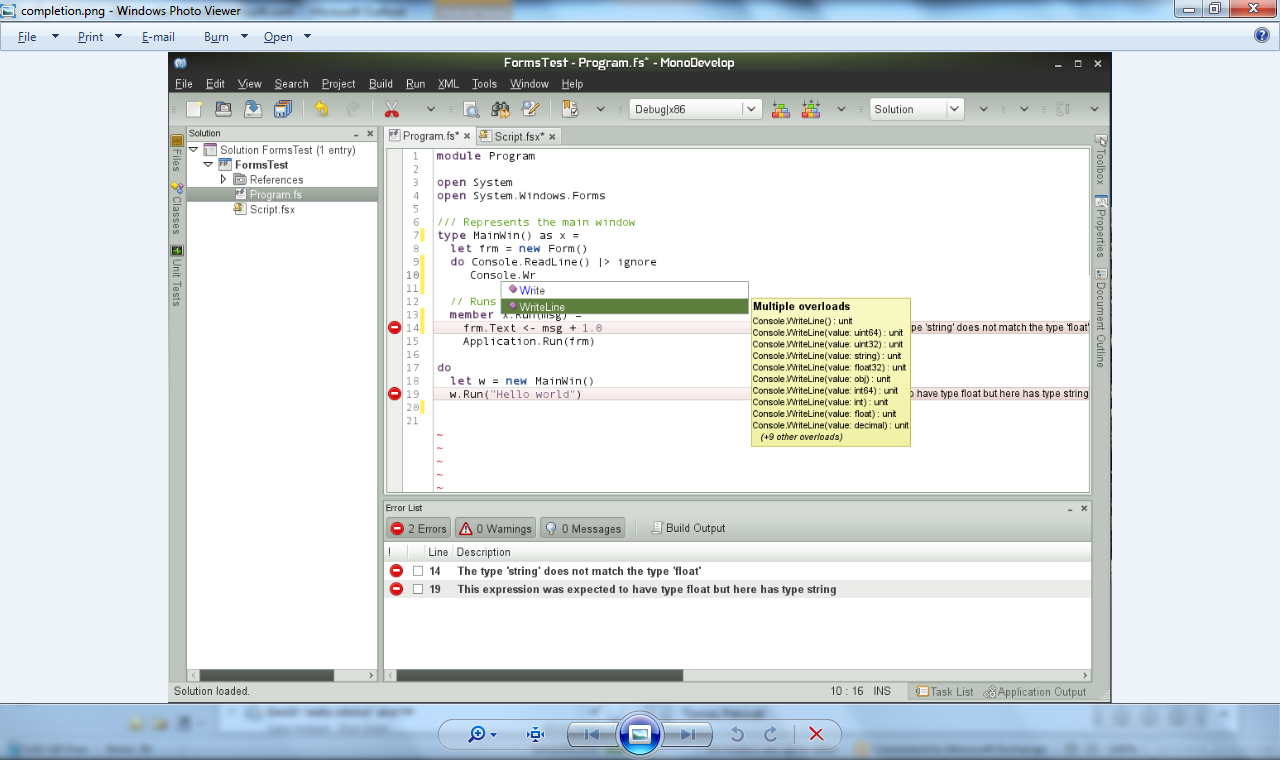 completion.png - Windows Photo Viewer
File Print E-mail Burn Open
FormsTest - Program.fs* - MonoDevelop
File Edit View Search Project Build Run XML Tools Window Help
Debug|x86
Solution
Solution
Files
Classes
Unit Tests
Solution FormsTest (1 entry)
FormsTest
References
Program.fs
Script.fsx
Program.fs* Script.fsx*
1 module Program
2
3 open System
4 open System.Windows.Forms
5
6 /// Represents the main window
7 type MainWin() as x =
8 let frm = new Form()
9 do Console.ReadLine() |> ignore
10 Console.Wr
11
Write
WriteLine
12 // Runs
13 member x.Run(msg) =
14 frm.Text <- msg + 1.0
pe 'string' does not match the type 'float'
15 Application.Run(frm)
16
17 do
18 let w = new MainWin()
19 w.Run("Hello world")
to have type float but here has type string
20
21
~
~
~
~
~
Multiple overloads
Console.WriteLine() : unit
Console.WriteLine(value: uint64) : unit
Console.WriteLine(value: uint32) : unit
Console.WriteLine(value: string) : unit
Console.WriteLine(value: float32) : unit
Console.WriteLine(value: obj) : unit
Console.WriteLine(value: int64) : unit
Console.WriteLine(value: int) : unit
Console.WriteLine(value: float) : unit
Console.WriteLine(value: decimal) : unit
(+9 other overloads)
Toolbox
Properties
Document Outline
Error List
2 Errors 0 Warnings 0 Messages Build Output
! Line Description
14 The type 'string' does not match the type 'float'
19 This expression was expected to have type float but here has type string
Solution loaded.
10 : 16 INS Task List Application Output